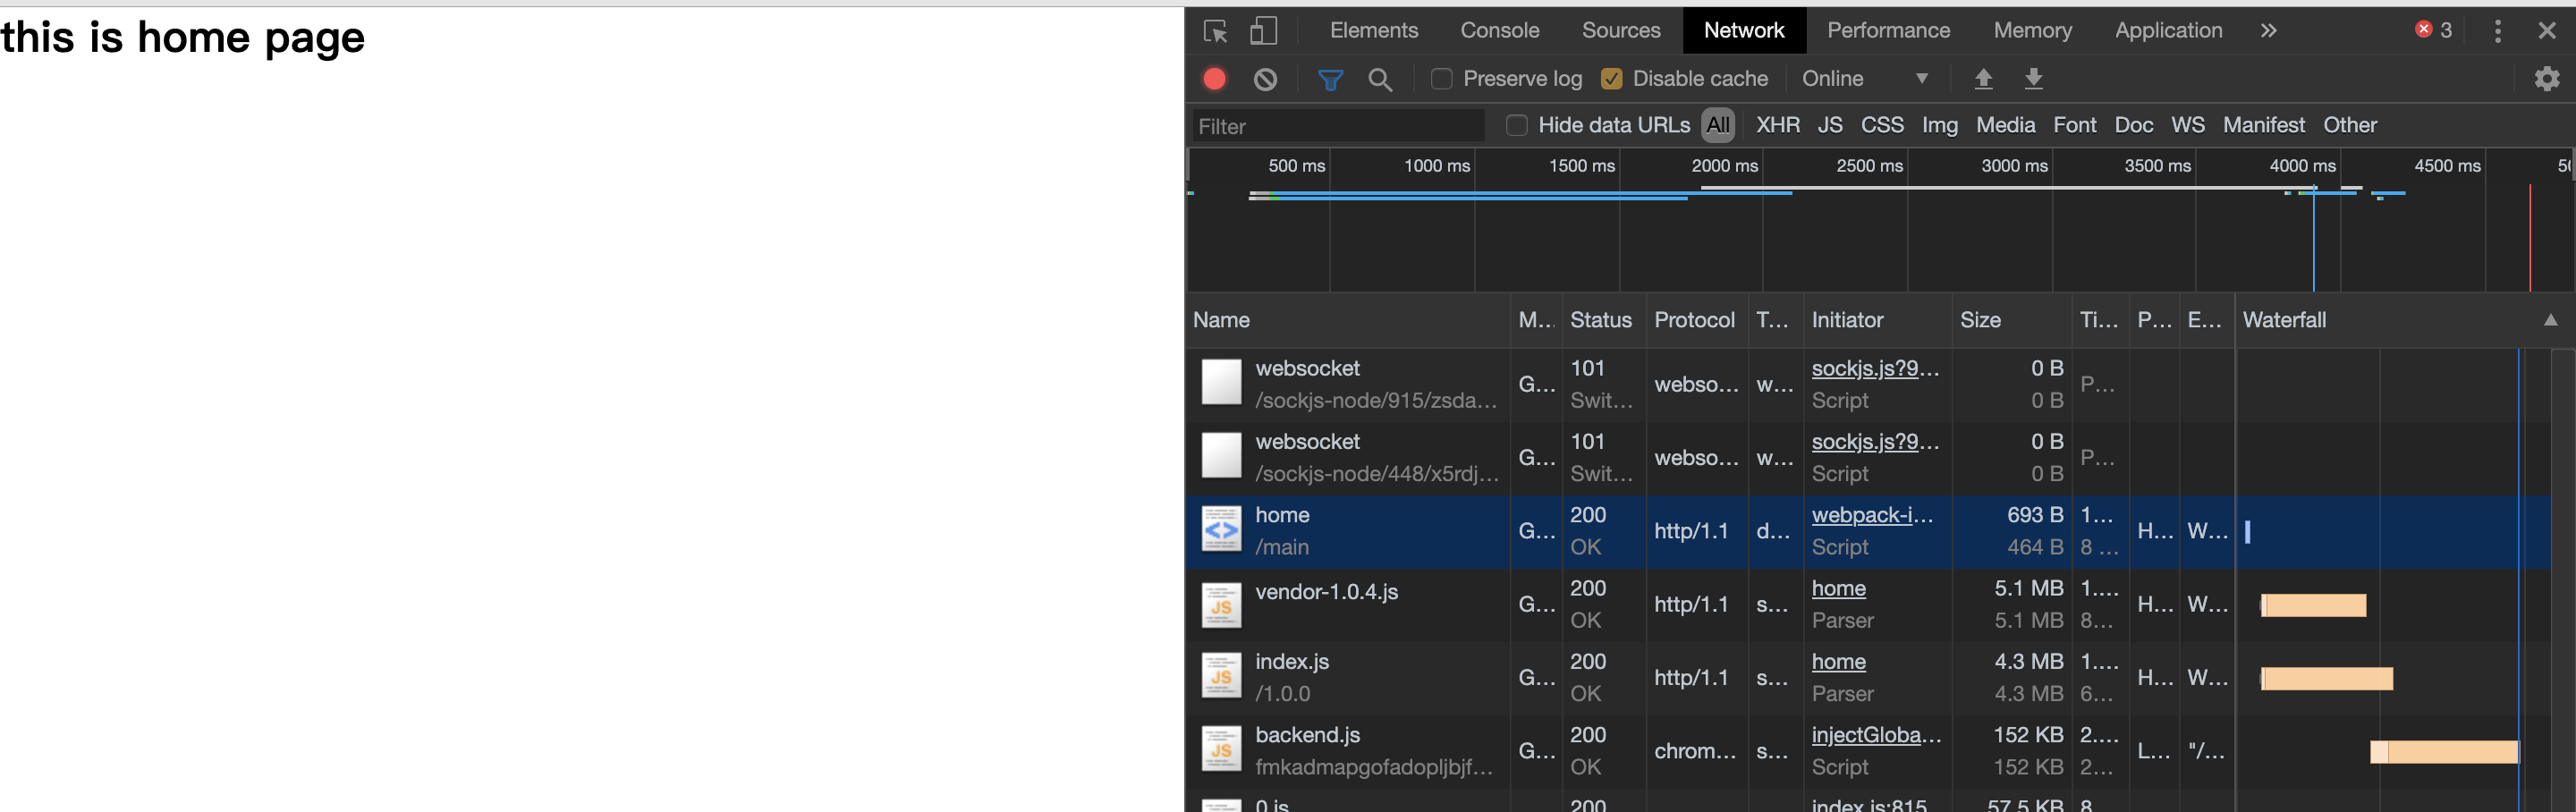 this is home page
Elements Console Sources Network Performance Memory Application » 3
Preserve log Disable cache Online
Filter Hide data URLs All XHR JS CSS Img Media Font Doc WS Manifest Other
500 ms 1000 ms 1500 ms 2000 ms 2500 ms 3000 ms 3500 ms 4000 ms 4500 ms
Name M... Status Protocol T... Initiator Size Ti... P... E... Waterfall
websocket 101 sockjs.js?9... 0 B
G... webso... w... P...
/sockjs-node/915/zsda... Swit... Script 0 B
websocket 101 sockjs.js?9... 0 B
G... webso... w... P...
/sockjs-node/448/x5rdj... Swit... Script 0 B
home 200 webpack-i... 693 B 1...
G... http/1.1 d... H... W...
/main OK Script 464 B 8 ...
vendor-1.0.4.js 200 home 5.1 MB 1....
G... http/1.1 s... H... W...
OK Parser 5.1 MB 8...
index.js 200 home 4.3 MB 1....
G... http/1.1 s... H... W...
/1.0.0 OK Parser 4.3 MB 6...
backend.js 200 injectGloba... 152 KB 2....
G... chrom... s... L... "/...
fmkadmapgofadopljbjf... OK Script 152 KB 2...
0.js 200 index.js:815 57.5 KB 8